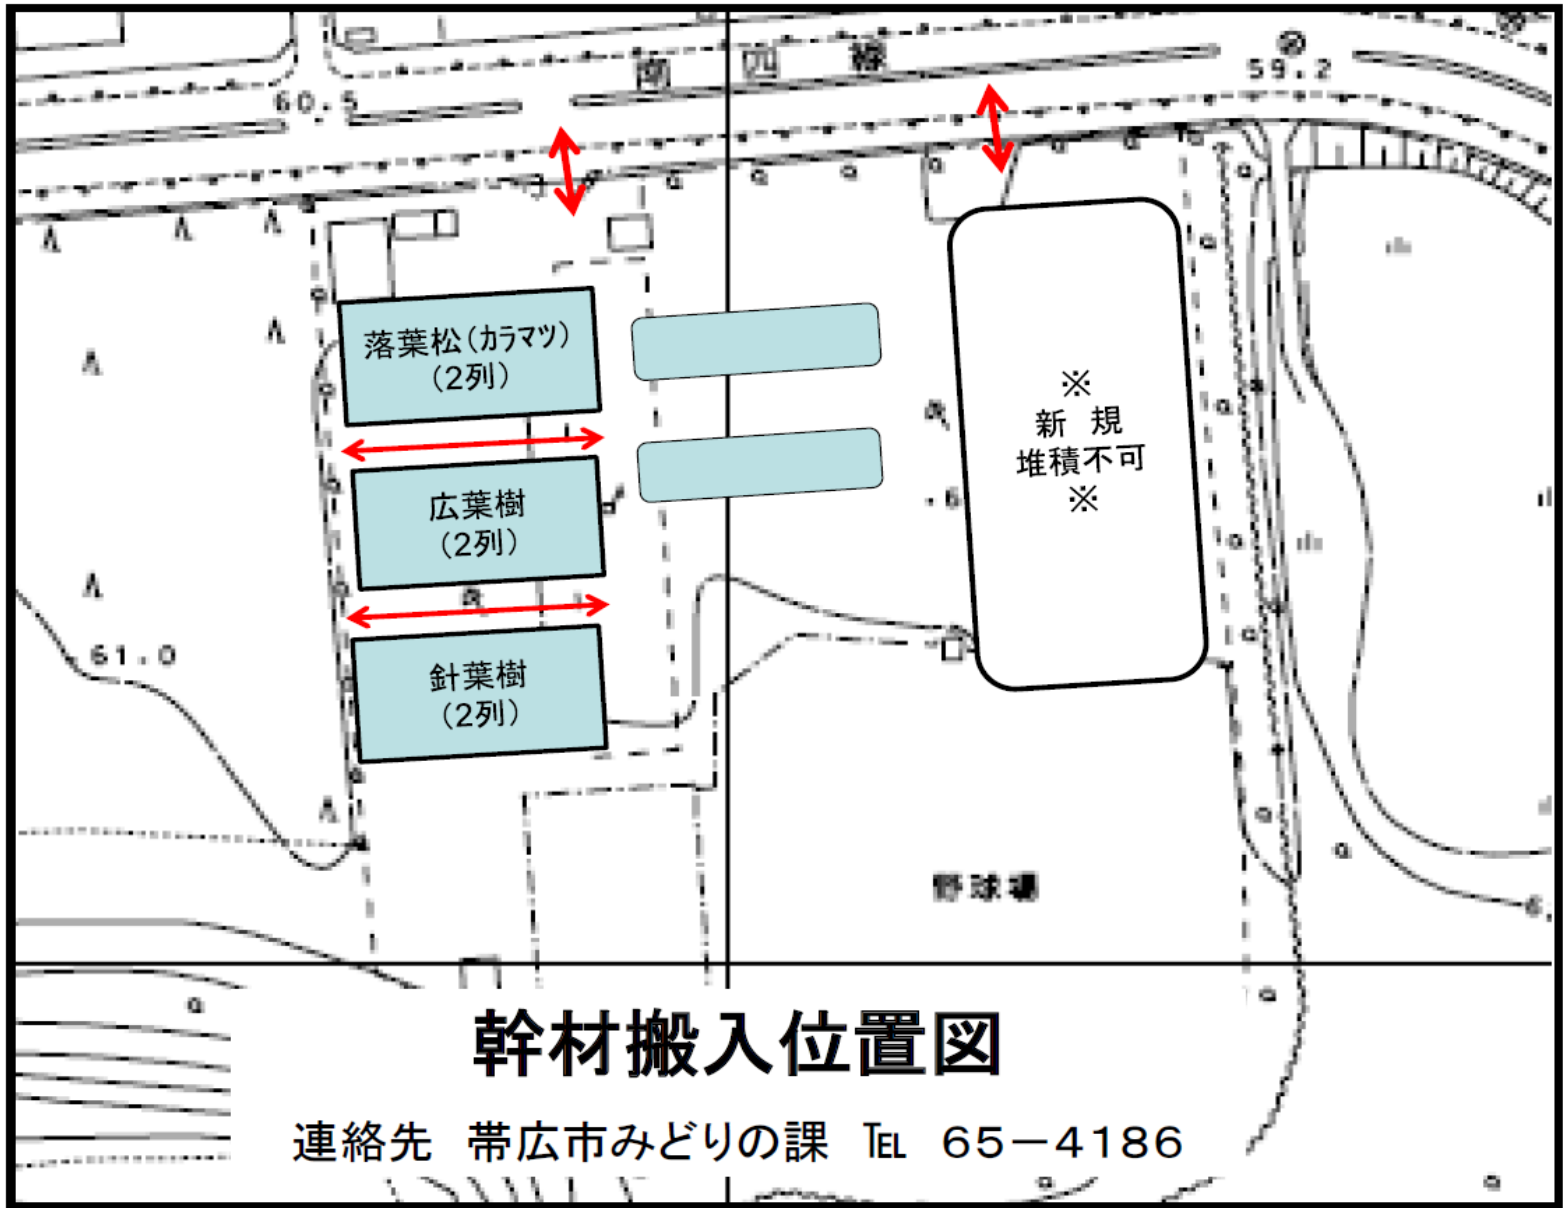 南四線
60.5
59.2
落葉松(ｶﾗﾏﾂ)
(2列)
広葉樹
(2列)
針葉樹
(2列)
※
新 規
堆積不可
※
.6
61.0
野球場
6.
幹材搬入位置図
連絡先 帯広市みどりの課 ℡ 65－4186